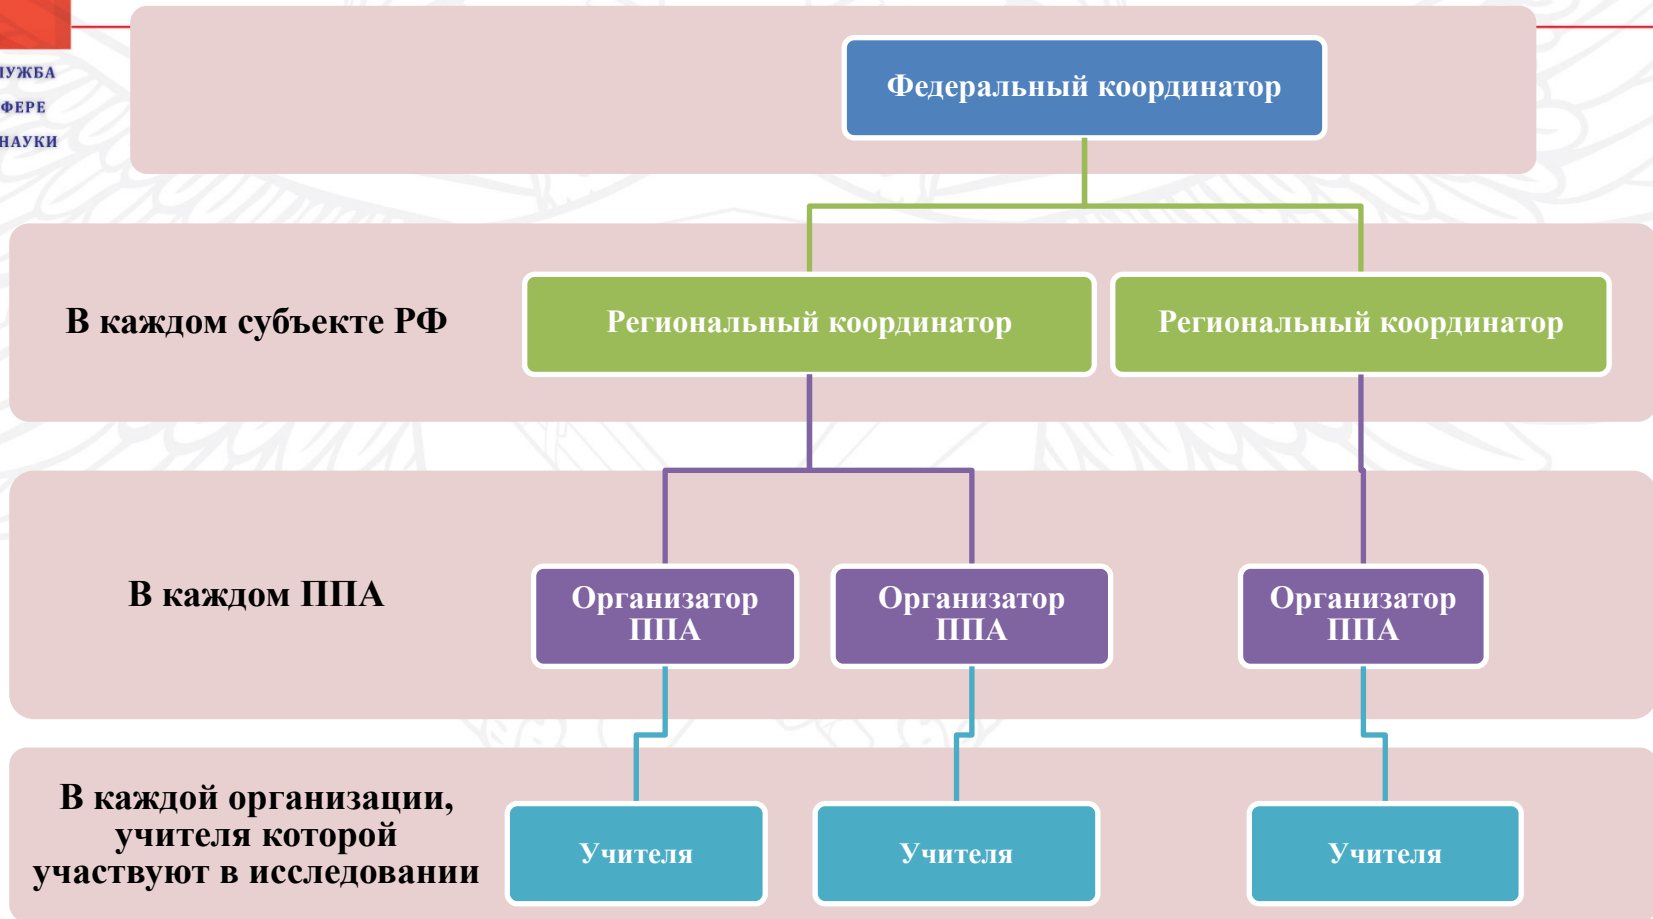 ФЕРЕ
НАУКИ
Федеральный координатор
В каждом субъекте РФ
Региональный координатор
Региональный координатор
В каждом ППА
Организатор
ППА
Организатор
ППА
Организатор
ППА
В каждой организации,
учителя которой
участвуют в исследовании
Учителя
Учителя
Учителя